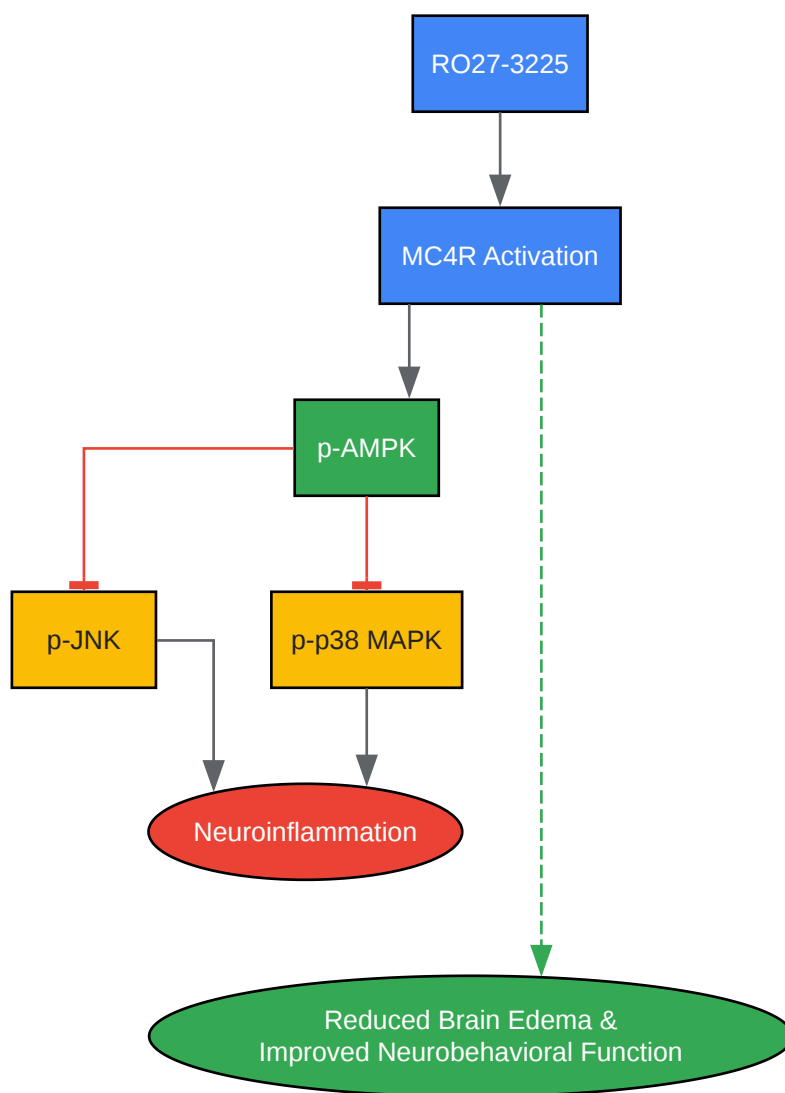 RO27-3225
MC4R Activation
p-AMPK
p-JNK
p-p38 MAPK
Neuroinflammation
Reduced Brain Edema &
Improved Neurobehavioral Function